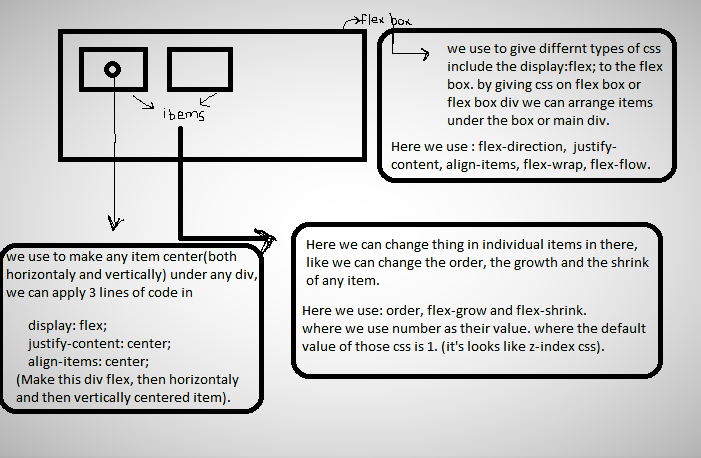 flex box
items
we use to give differnt types of css
include the display:flex; to the flex
box. by giving css on flex box or
flex box div we can arrange items
under the box or main div.
Here we use : flex-direction, justify-
content, align-items, flex-wrap, flex-flow.
we use to make any item center(both
horizontaly and vertically) under any div,
we can apply 3 lines of code in
display: flex;
justify-content: center;
align-items: center;
(Make this div flex, then horizontaly
and then vertically centered item).
Here we can change thing in individual items in there,
like we can change the order, the growth and the shrink
of any item.
Here we use: order, flex-grow and flex-shrink.
where we use number as their value. where the default
value of those css is 1. (it's looks like z-index css).